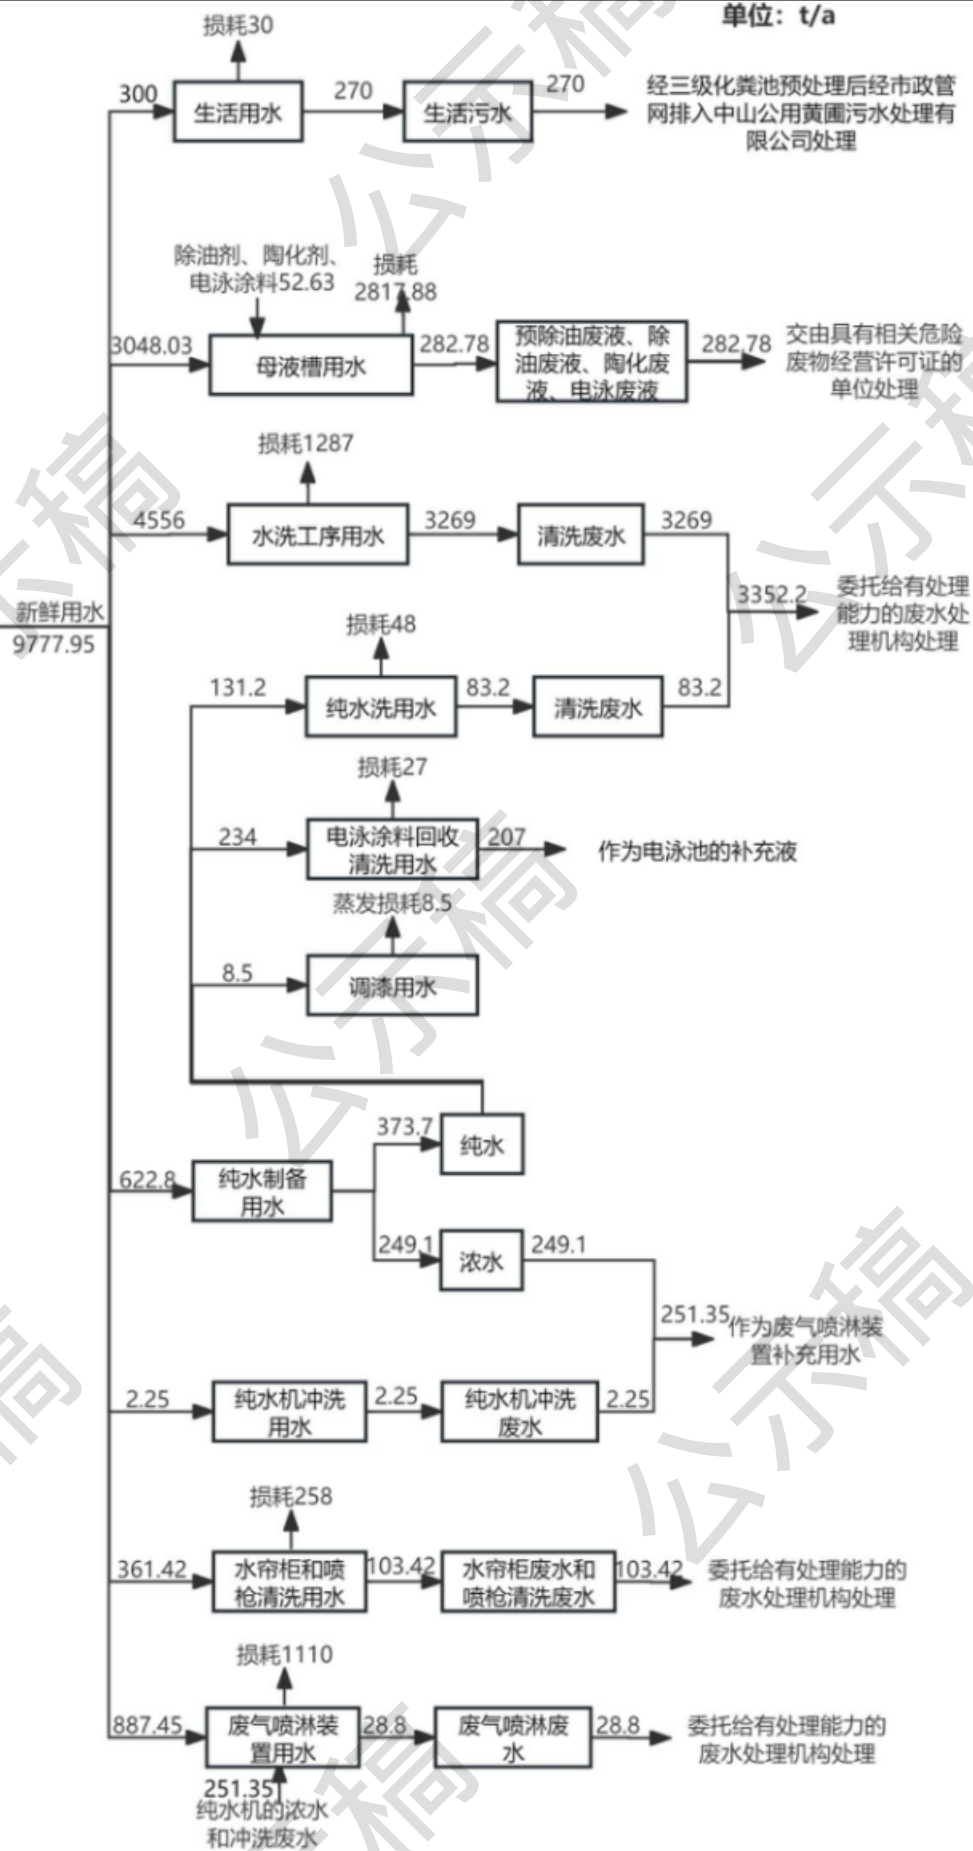 单位：t/a
损耗30
300
生活用水
270
生活污水
270
经三级化粪池预处理后经市政管
网排入中山公用黄圃污水处理有
限公司处理
除油剂、陶化剂、
电泳涂料52.63
损耗
2817.88
3048.03
母液槽用水
282.78
预除油废液、除
油废液、陶化废
液、电泳废液
282.78
交由具有相关危险
废物经营许可证的
单位处理
损耗1287
4556
水洗工序用水
3269
清洗废水
3269
新鲜用水
9777.95
3352.2
委托给有处理
能力的废水处
理机构处理
损耗48
131.2
纯水洗用水
83.2
清洗废水
83.2
损耗27
234
电泳涂料回收
清洗用水
207
作为电泳池的补充液
蒸发损耗8.5
8.5
调漆用水
373.7
纯水
622.8
纯水制备
用水
249.1
浓水
249.1
251.35
作为废气喷淋装
置补充用水
2.25
纯水机冲洗
用水
2.25
纯水机冲洗
废水
2.25
损耗258
361.42
水帘柜和喷
枪清洗用水
103.42
水帘柜废水和
喷枪清洗废水
103.42
委托给有处理能力的
废水处理机构处理
损耗1110
887.45
废气喷淋装
置用水
28.8
废气喷淋废
水
28.8
委托给有处理能力的
废水处理机构处理
251.35
纯水机的浓水
和冲洗废水
公示稿
公示稿
公示稿
公示稿
示稿
稿
公示稿